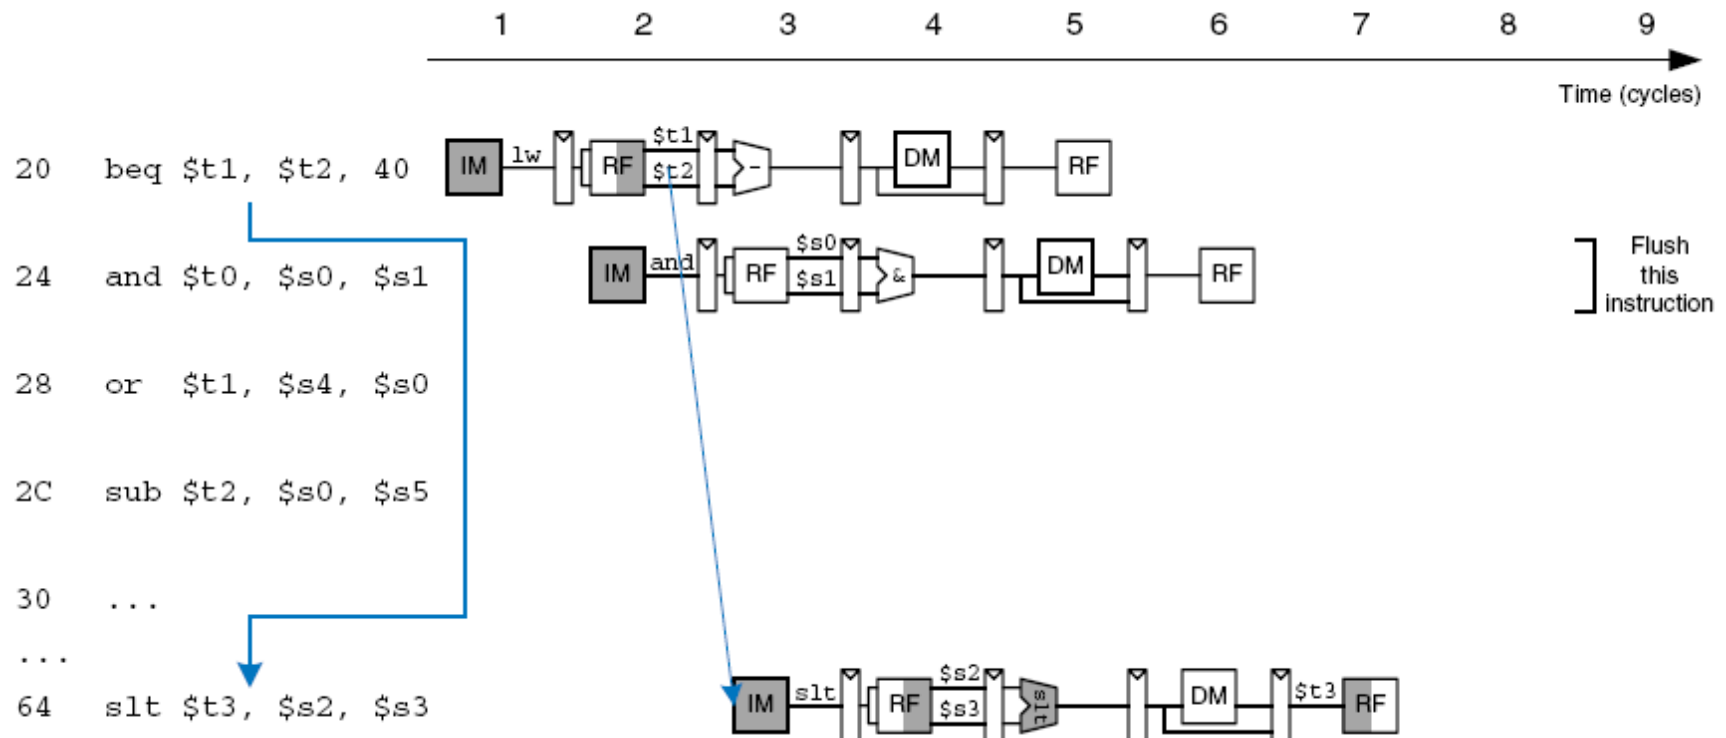 1 2 3 4 5 6 7 8 9
Time (cycles)
20 beq $t1, $t2, 40 IM lw RF $t1 $t2 - DM RF
24 and $t0, $s0, $s1 IM and RF $s0 $s1 & DM RF
Flush
this
instruction
28 or $t1, $s4, $s0
2C sub $t2, $s0, $s5
30 ...
...
64 slt $t3, $s2, $s3 IM slt RF $s2 $s3 slt DM $t3 RF